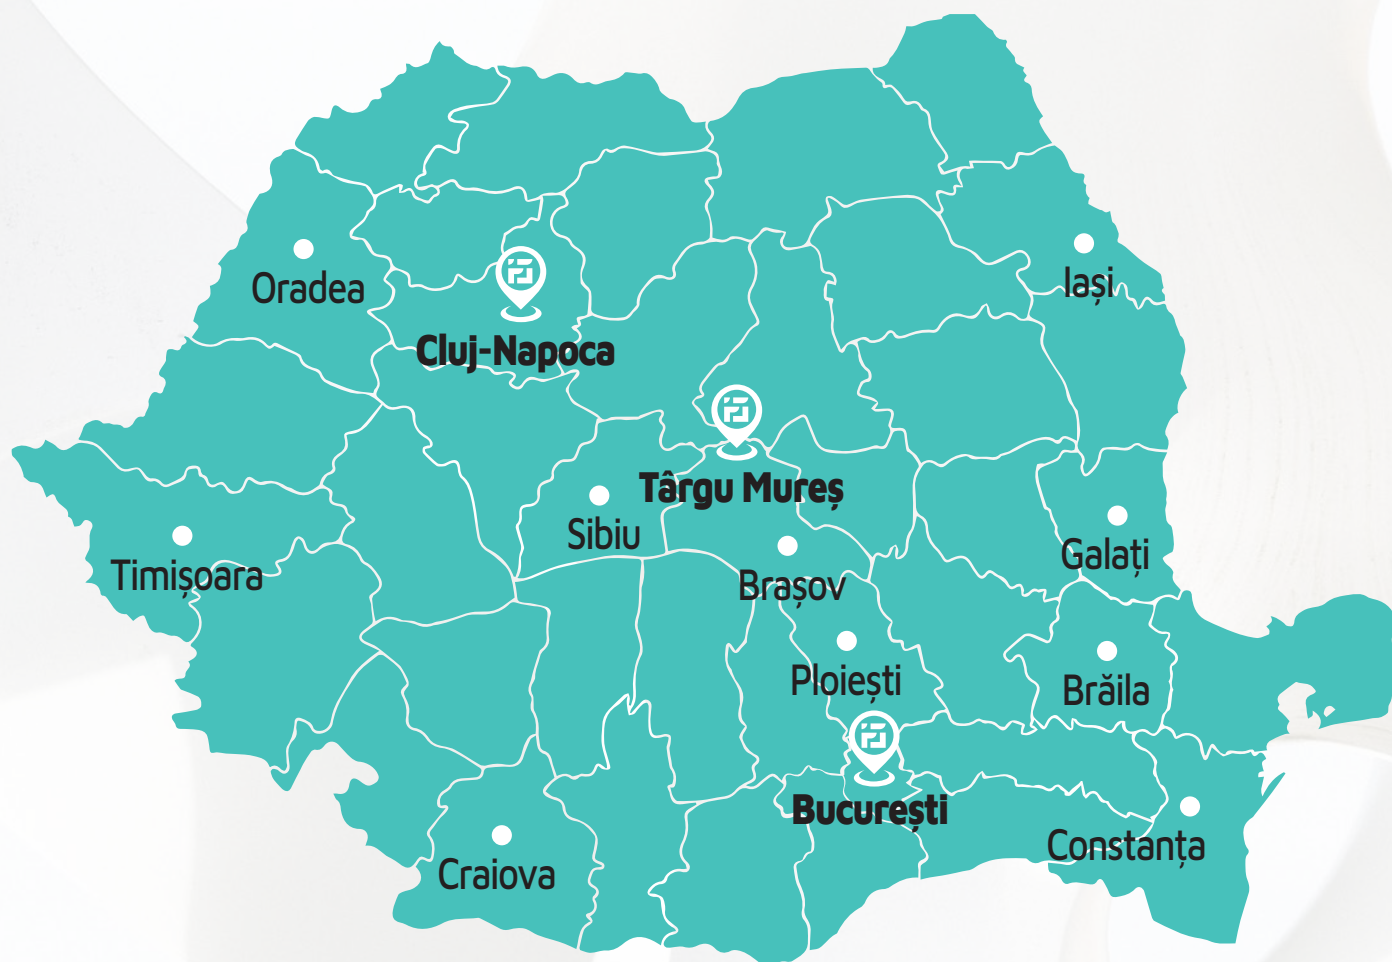 Oradea
Iași
Cluj-Napoca
Târgu Mureș
Sibiu
Galați
Timișoara
Brașov
Ploiești
Brăila
București
Constanța
Craiova